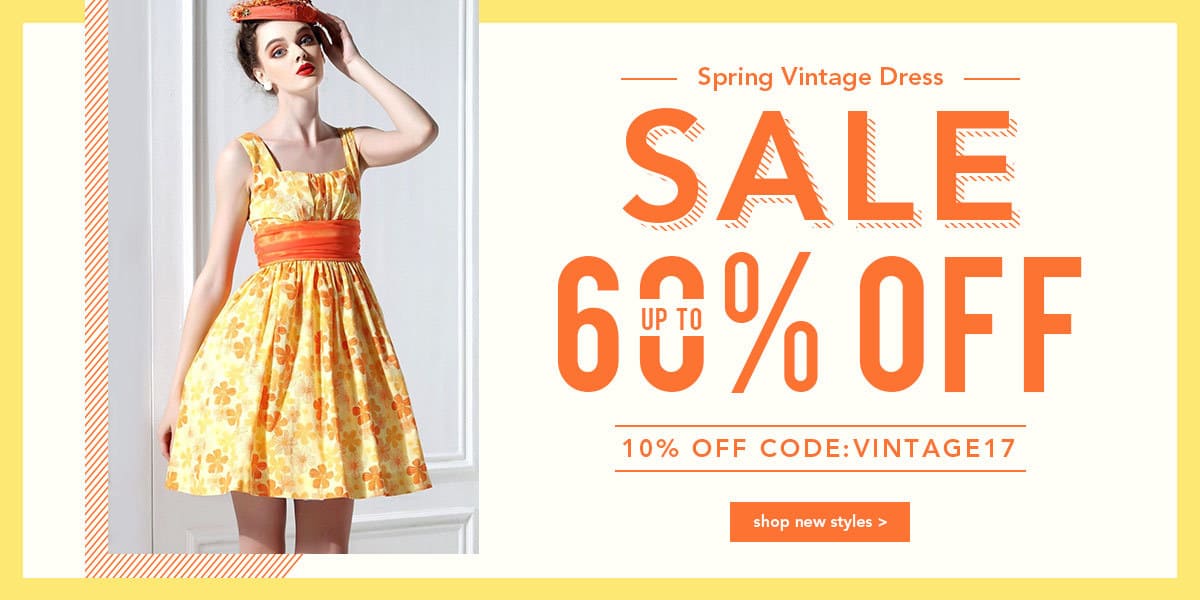 Spring Vintage Dress
SALE
UP TO
60% OFF
10% OFF CODE:VINTAGE17
shop new styles >